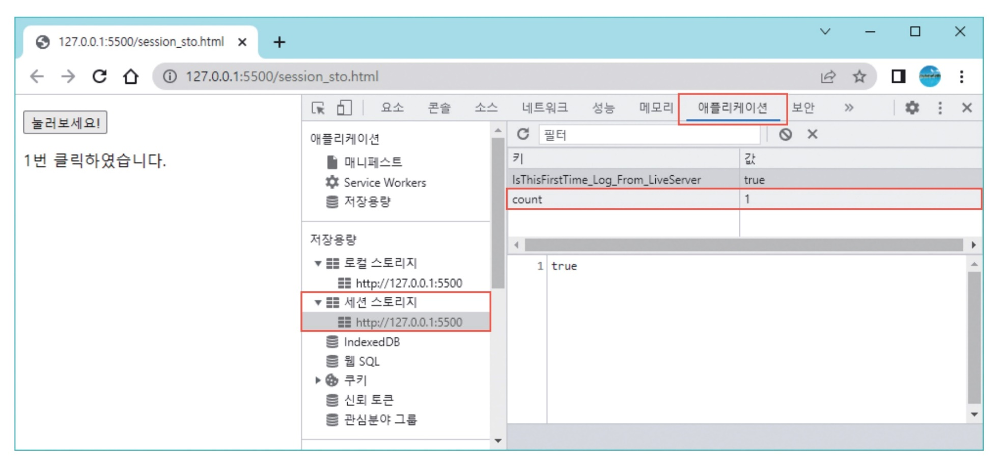 127.0.0.1:5500/session_sto.html
127.0.0.1:5500/session_sto.html
눌러보세요!
1번 클릭하였습니다.
요소 콘솔 소스 네트워크 성능 메모리 애플리케이션 보안
애플리케이션
매니페스트
Service Workers
저장용량
저장용량
로컬 스토리지
http://127.0.0.1:5500
세션 스토리지
http://127.0.0.1:5500
IndexedDB
웹 SQL
쿠키
신뢰 토큰
관심분야 그룹
필터
키 값
IsThisFirstTime_Log_From_LiveServer true
count 1
1 true